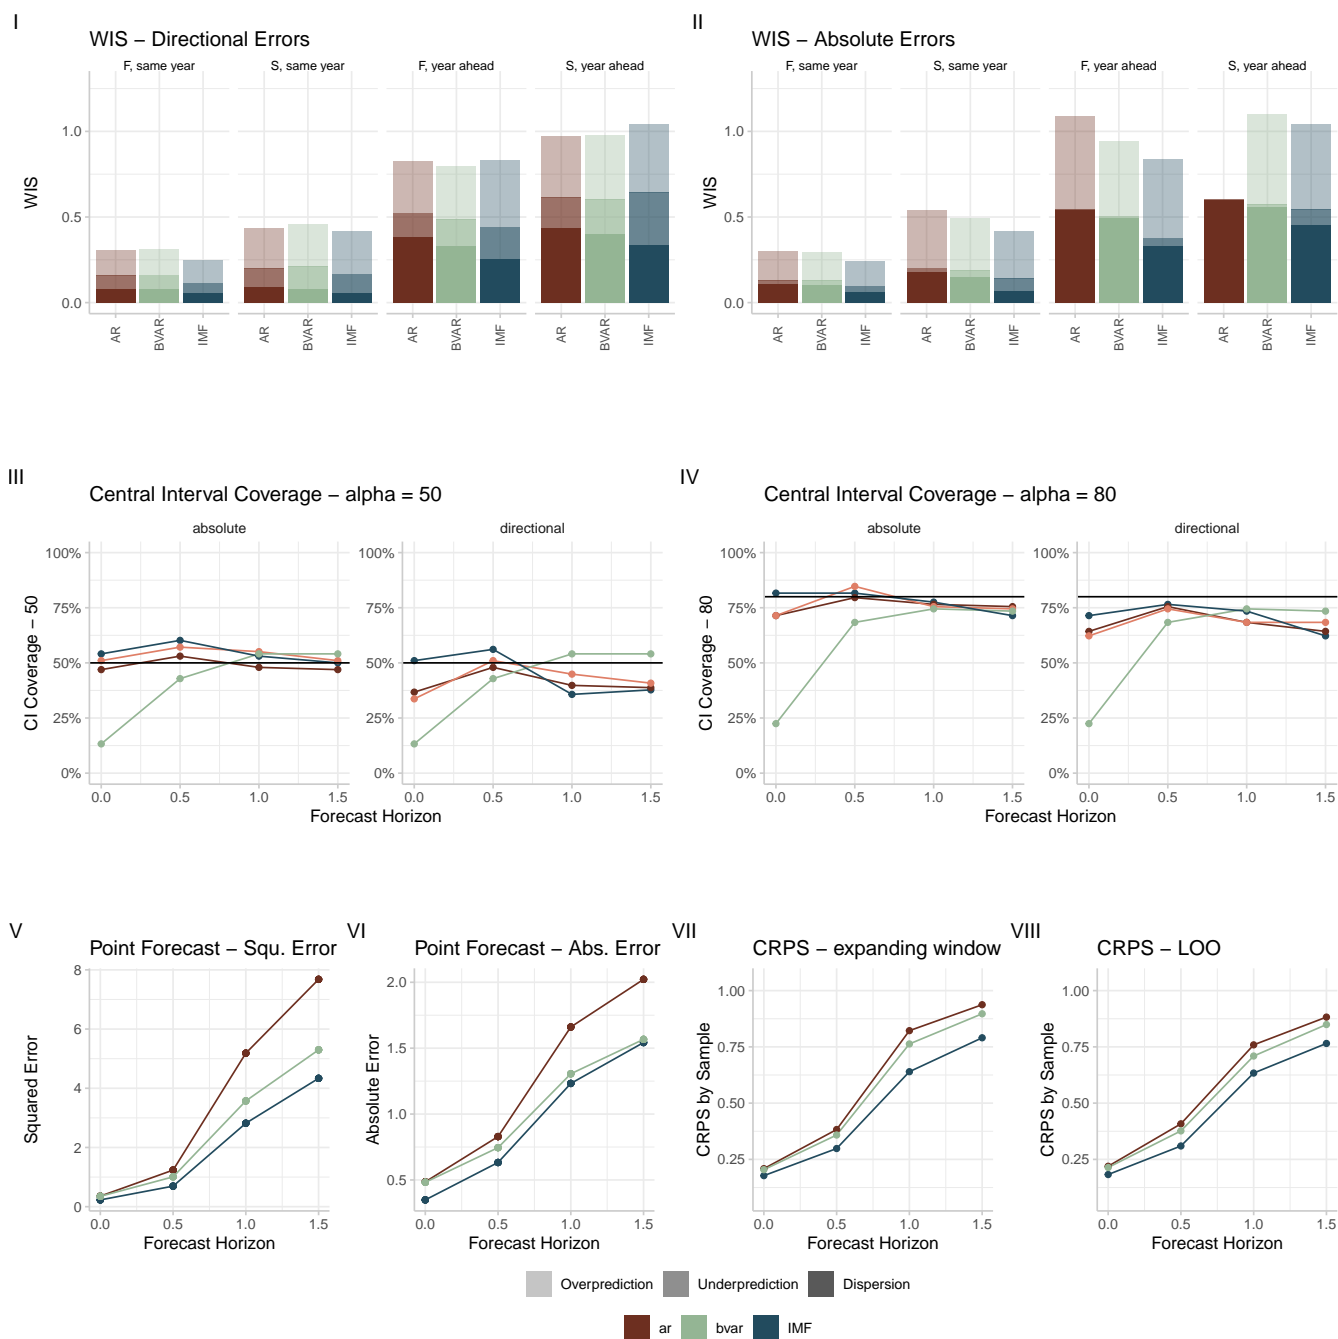 I
WIS – Directional Errors
F, same year
S, same year
F, year ahead
S, year ahead
WIS
1.0
0.5
0.0
AR
BVAR
IMF
AR
BVAR
IMF
AR
BVAR
IMF
AR
BVAR
IMF
II
WIS – Absolute Errors
F, same year
S, same year
F, year ahead
S, year ahead
WIS
1.0
0.5
0.0
AR
BVAR
IMF
AR
BVAR
IMF
AR
BVAR
IMF
AR
BVAR
IMF
III
Central Interval Coverage – alpha = 50
absolute
directional
CI Coverage – 50
100%
75%
50%
25%
0%
100%
75%
50%
25%
0%
0.0 0.5 1.0 1.5
0.0 0.5 1.0 1.5
Forecast Horizon
IV
Central Interval Coverage – alpha = 80
absolute
directional
CI Coverage – 80
100%
75%
50%
25%
0%
100%
75%
50%
25%
0%
0.0 0.5 1.0 1.5
0.0 0.5 1.0 1.5
Forecast Horizon
V
Point Forecast – Squ. Error
Squared Error
8
6
4
2
0
0.0 0.5 1.0 1.5
Forecast Horizon
VI
Point Forecast – Abs. Error
Absolute Error
2.0
1.5
1.0
0.5
0.0 0.5 1.0 1.5
Forecast Horizon
VII
CRPS – expanding window
CRPS by Sample
1.00
0.75
0.50
0.25
0.0 0.5 1.0 1.5
Forecast Horizon
VIII
CRPS – LOO
CRPS by Sample
1.00
0.75
0.50
0.25
0.0 0.5 1.0 1.5
Forecast Horizon
Overprediction Underprediction Dispersion
ar bvar IMF